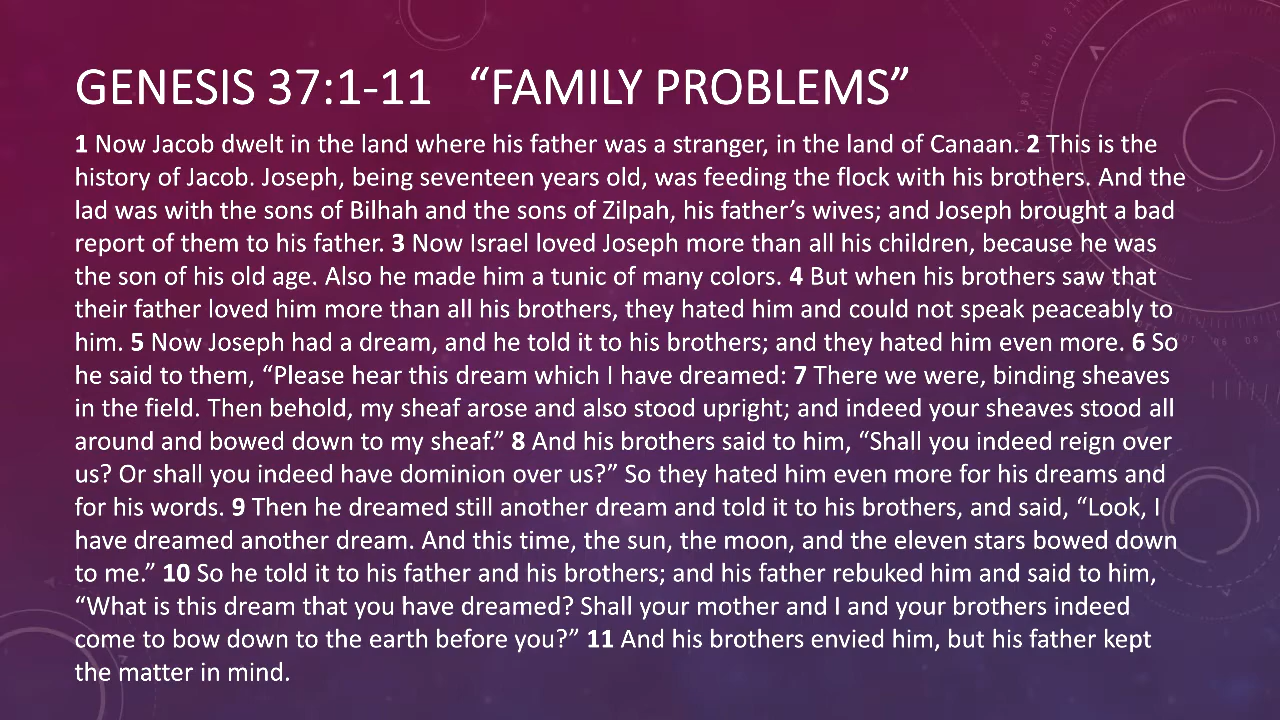 GENESIS 37:1-11 “FAMILY PROBLEMS”
1 Now Jacob dwelt in the land where his father was a stranger, in the land of Canaan. 2 This is the
history of Jacob. Joseph, being seventeen years old, was feeding the flock with his brothers. And the
lad was with the sons of Bilhah and the sons of Zilpah, his father’s wives; and Joseph brought a bad
report of them to his father. 3 Now Israel loved Joseph more than all his children, because he was
the son of his old age. Also he made him a tunic of many colors. 4 But when his brothers saw that
their father loved him more than all his brothers, they hated him and could not speak peaceably to
him. 5 Now Joseph had a dream, and he told it to his brothers; and they hated him even more. 6 So
he said to them, “Please hear this dream which I have dreamed: 7 There we were, binding sheaves
in the field. Then behold, my sheaf arose and also stood upright; and indeed your sheaves stood all
around and bowed down to my sheaf.” 8 And his brothers said to him, “Shall you indeed reign over
us? Or shall you indeed have dominion over us?” So they hated him even more for his dreams and
for his words. 9 Then he dreamed still another dream and told it to his brothers, and said, “Look, I
have dreamed another dream. And this time, the sun, the moon, and the eleven stars bowed down
to me.” 10 So he told it to his father and his brothers; and his father rebuked him and said to him,
“What is this dream that you have dreamed? Shall your mother and I and your brothers indeed
come to bow down to the earth before you?” 11 And his brothers envied him, but his father kept
the matter in mind.